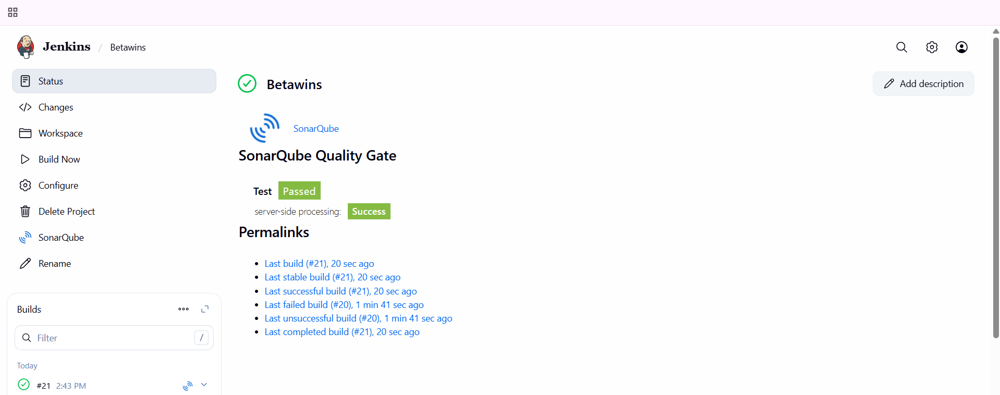 Jenkins / Betawins
Status
Changes
Workspace
Build Now
Configure
Delete Project
SonarQube
Rename
Builds
Filter /
Today
#21 2:43 PM
Betawins
Add description
SonarQube
SonarQube Quality Gate
Test Passed
server-side processing: Success
Permalinks
Last build (#21), 20 sec ago
Last stable build (#21), 20 sec ago
Last successful build (#21), 20 sec ago
Last failed build (#20), 1 min 41 sec ago
Last unsuccessful build (#20), 1 min 41 sec ago
Last completed build (#21), 20 sec ago